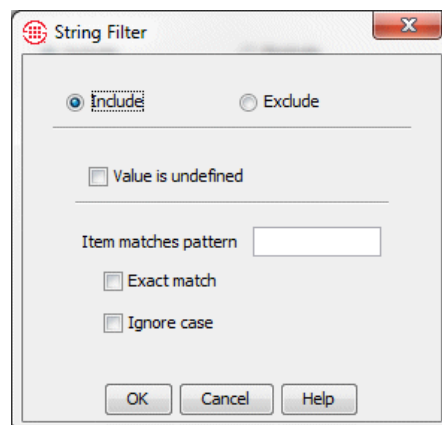 String Filter
Include Exclude
Value is undefined
Item matches pattern
Exact match
Ignore case
OK Cancel Help